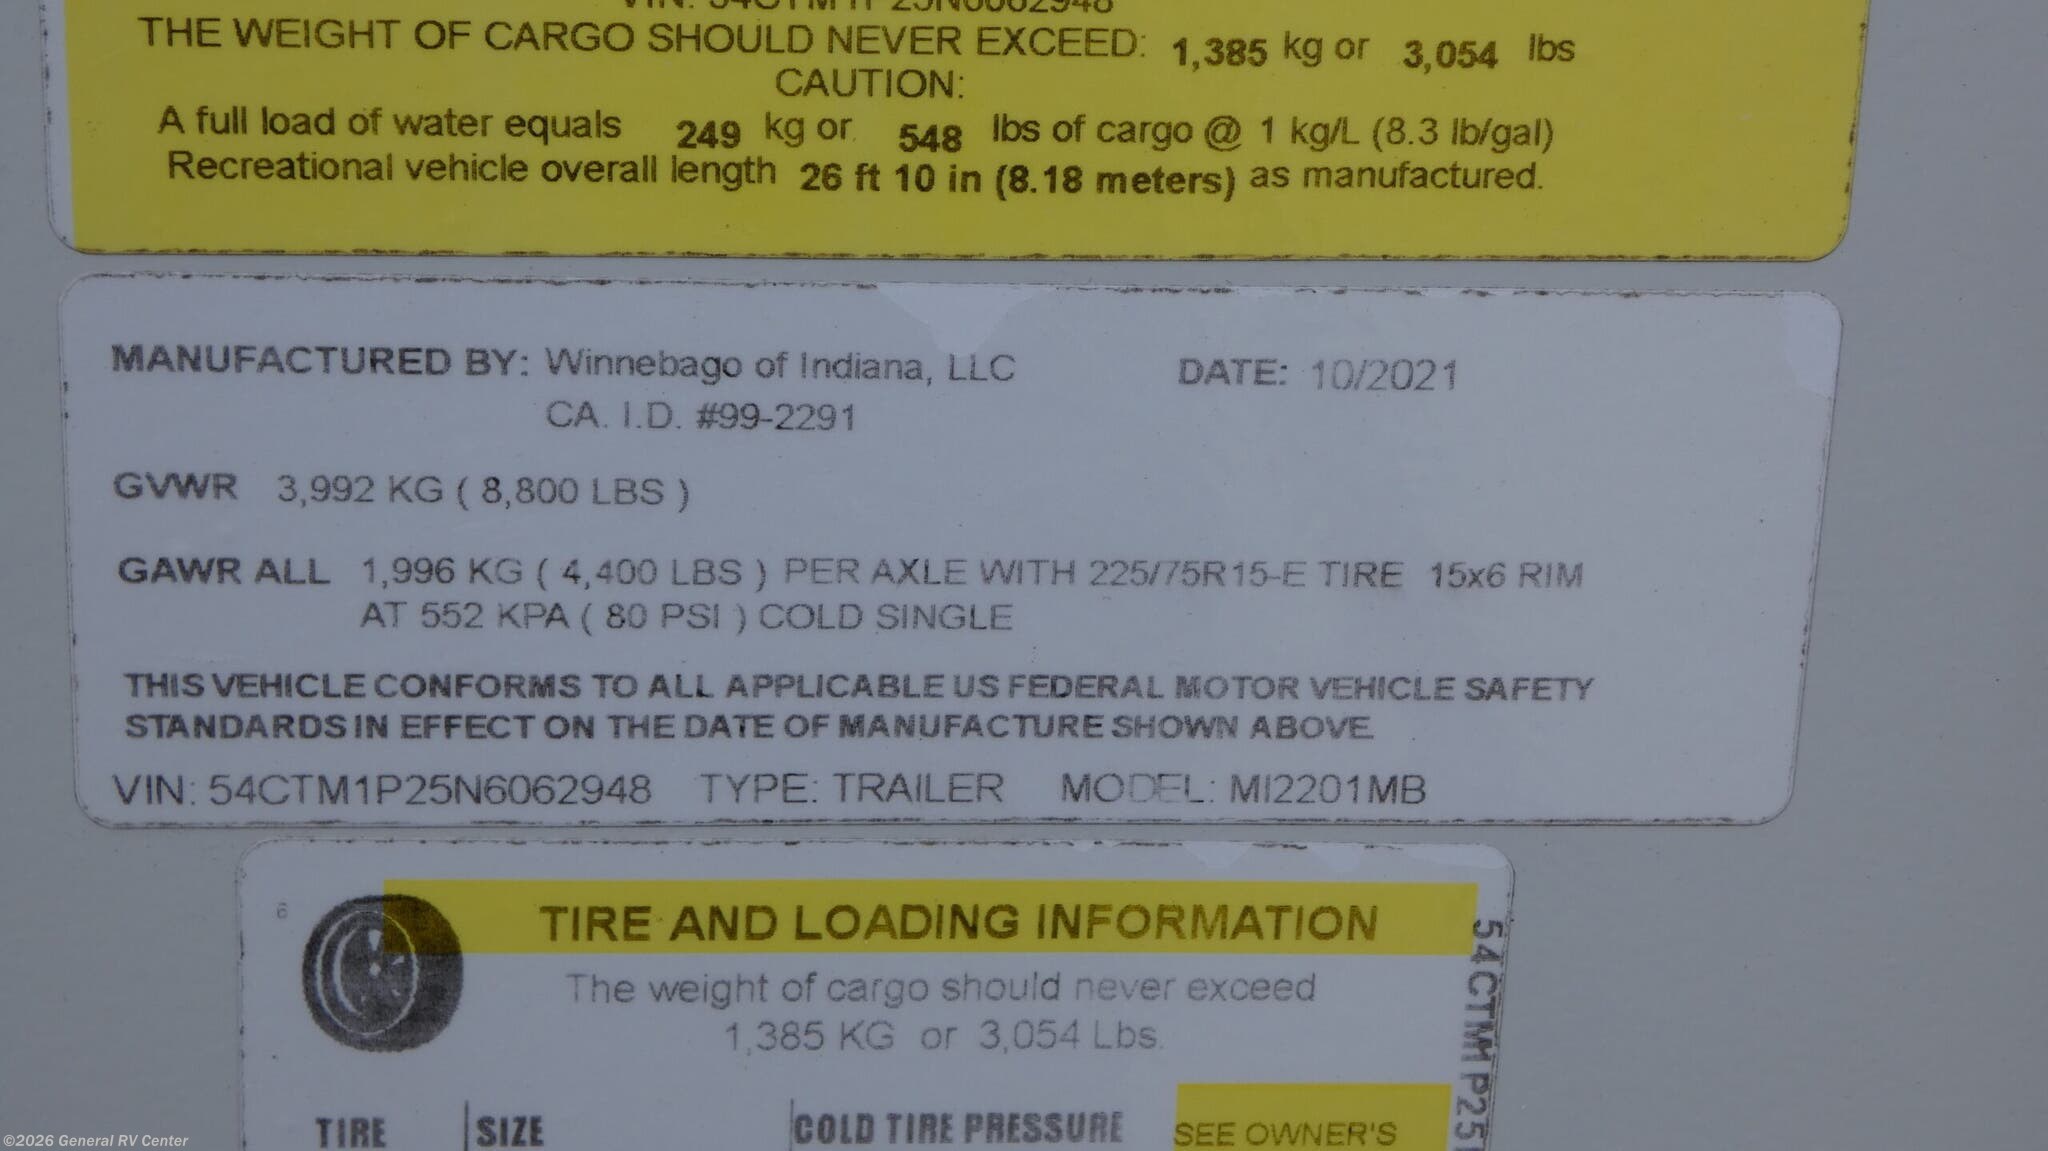 VIN: 54CTM1P25N6062948
THE WEIGHT OF CARGO SHOULD NEVER EXCEED: 1,385 kg or 3,054 lbs
CAUTION:
A full load of water equals 249 kg or 548 lbs of cargo @ 1 kg/L (8.3 lb/gal)
Recreational vehicle overall length 26 ft 10 in (8.18 meters) as manufactured.
MANUFACTURED BY: Winnebago of Indiana, LLC DATE: 10/2021
CA. I.D. #99-2291
GVWR 3,992 KG ( 8,800 LBS )
GAWR ALL 1,996 KG ( 4,400 LBS ) PER AXLE WITH 225/75R15-E TIRE 15x6 RIM
AT 552 KPA ( 80 PSI ) COLD SINGLE
THIS VEHICLE CONFORMS TO ALL APPLICABLE US FEDERAL MOTOR VEHICLE SAFETY
STANDARDS IN EFFECT ON THE DATE OF MANUFACTURE SHOWN ABOVE
VIN: 54CTM1P25N6062948 TYPE: TRAILER MODEL: MI2201MB
6
TIRE AND LOADING INFORMATION
The weight of cargo should never exceed
1,385 KG or 3,054 Lbs.
TIRE SIZE COLD TIRE PRESSURE SEE OWNER'S
54CTM1P25
©2026 General RV Center